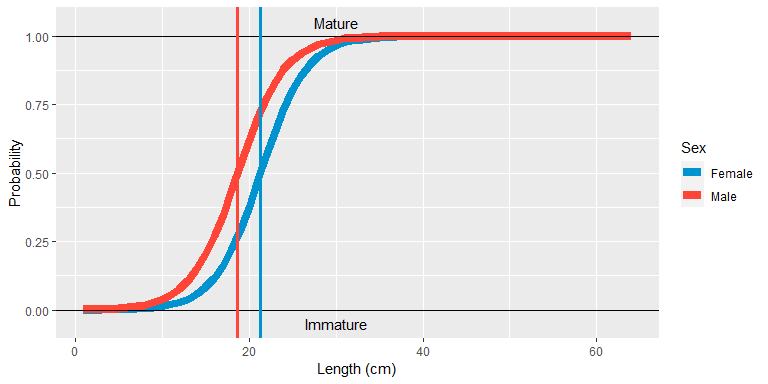 Mature
1.00
0.75
0.50
0.25
0.00
Probability
Immature
0
20
40
60
Length (cm)
Sex
Female
Male